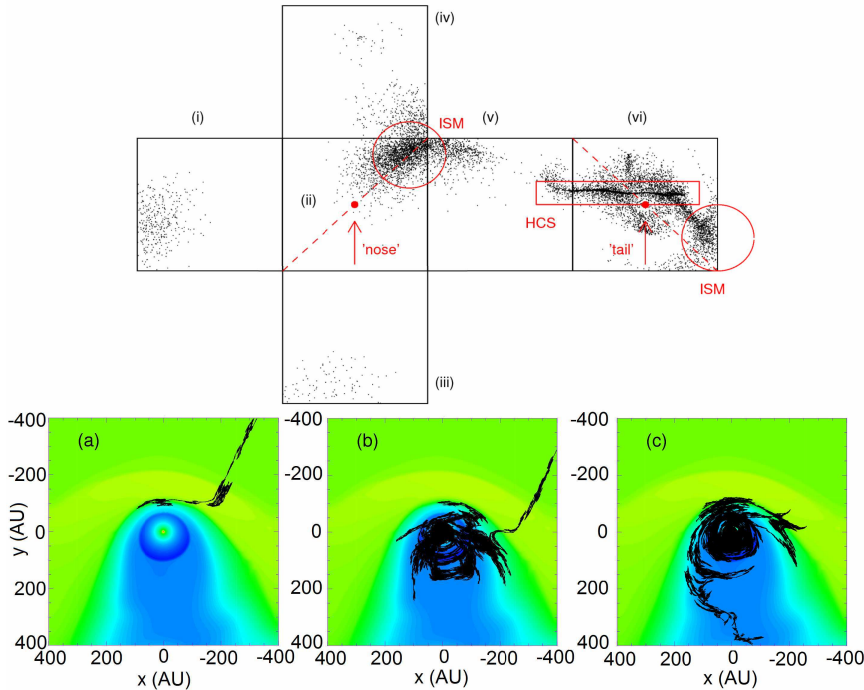 (iv)
(i)
ISM
(v)
(vi)
(ii)
HCS
'nose'
'tail'
ISM
(iii)
-400
-200
0
200
400
y (AU)
(a)
400 200 0 -200 -400
x (AU)
-400
-200
0
200
400
(b)
400 200 0 -200 -400
x (AU)
-400
-200
0
200
400
(c)
400 200 0 -200 -400
x (AU)